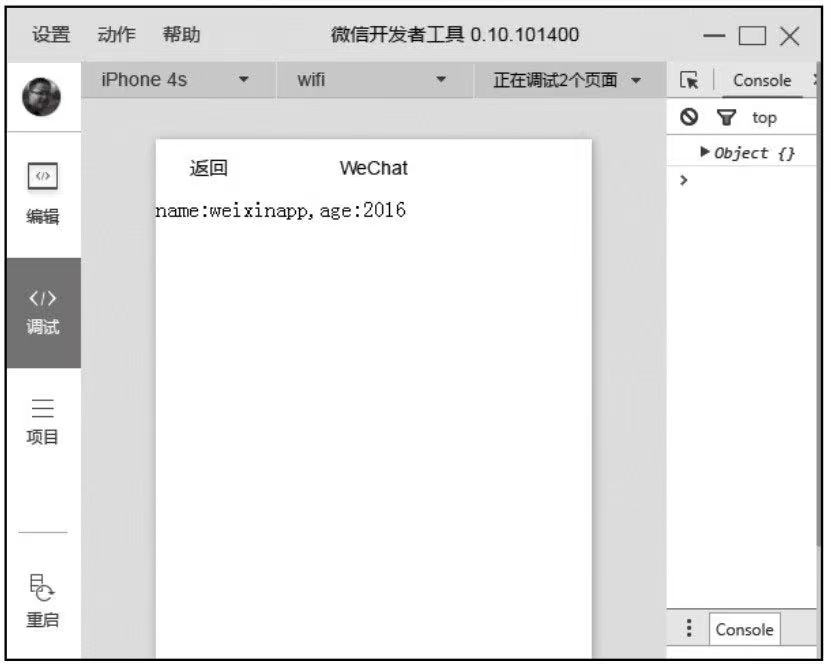 设置 动作 帮助 微信开发者工具 0.10.101400
iPhone 4s wifi 正在调试2个页面 Console
top
返回 WeChat
Object {}
name:weixinapp,age:2016
>
</>
编辑
</>
调试
项目
重启
Console